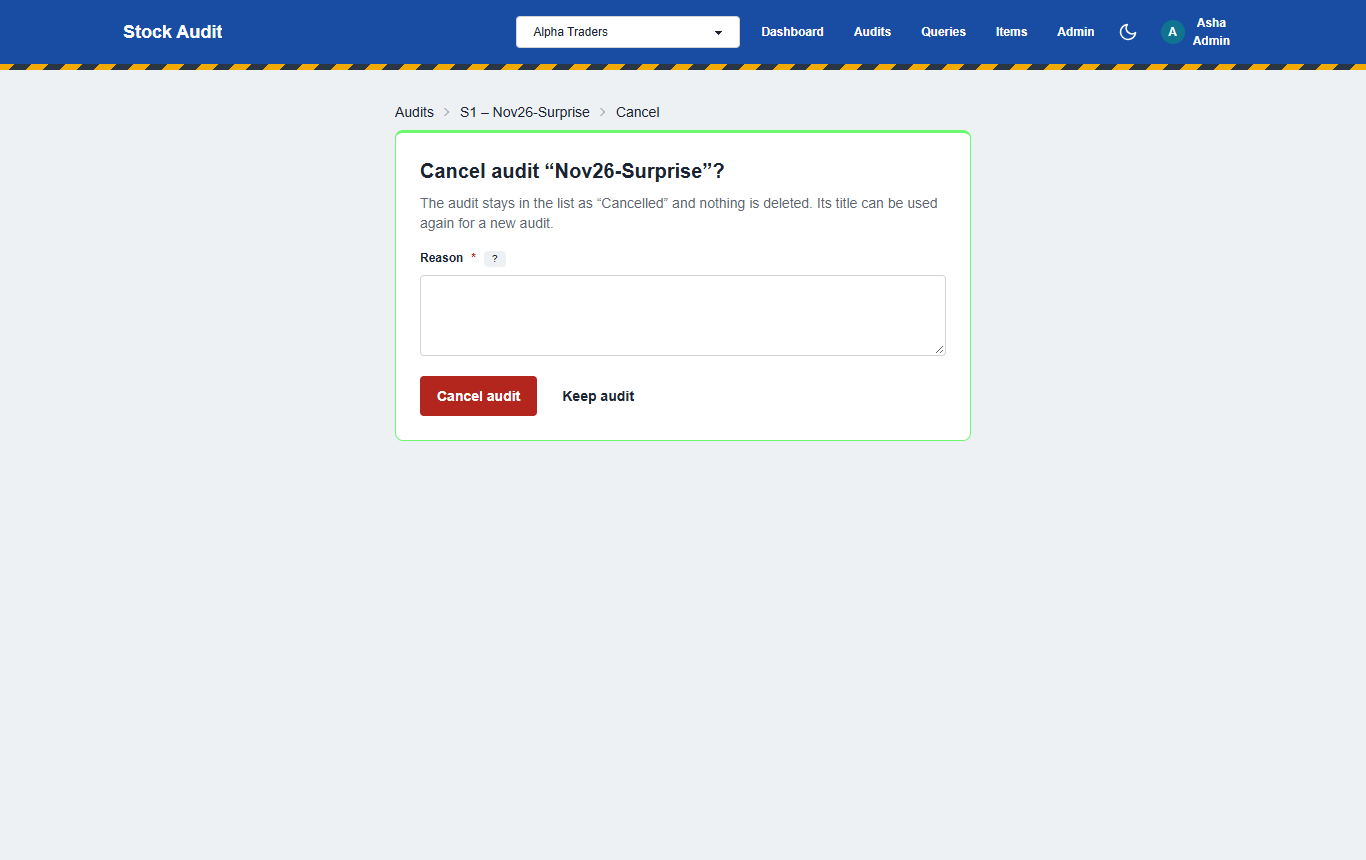 Stock Audit
Alpha Traders
Dashboard
Audits
Queries
Items
Admin
A
Asha
Admin
Audits > S1 – Nov26-Surprise > Cancel
Cancel audit “Nov26-Surprise”?
The audit stays in the list as “Cancelled” and nothing is deleted. Its title can be used
again for a new audit.
Reason * ?
Cancel audit
Keep audit